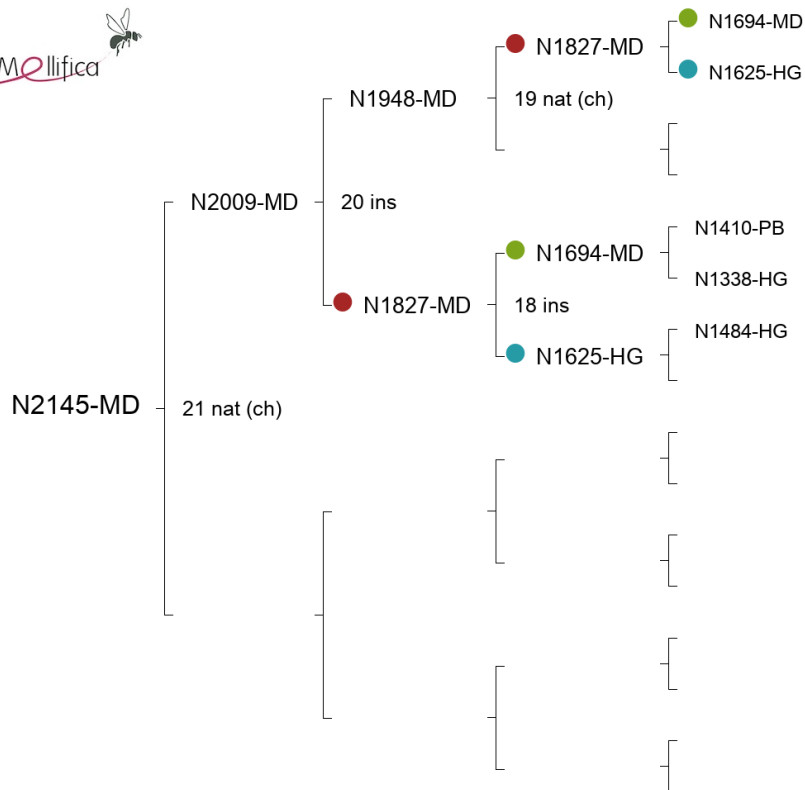 Mellifica
N1694-MD
N1827-MD
N1625-HG
N1948-MD
19 nat (ch)
N2009-MD
20 ins
N1410-PB
N1694-MD
N1338-HG
N1827-MD
18 ins
N1484-HG
N1625-HG
N2145-MD
21 nat (ch)